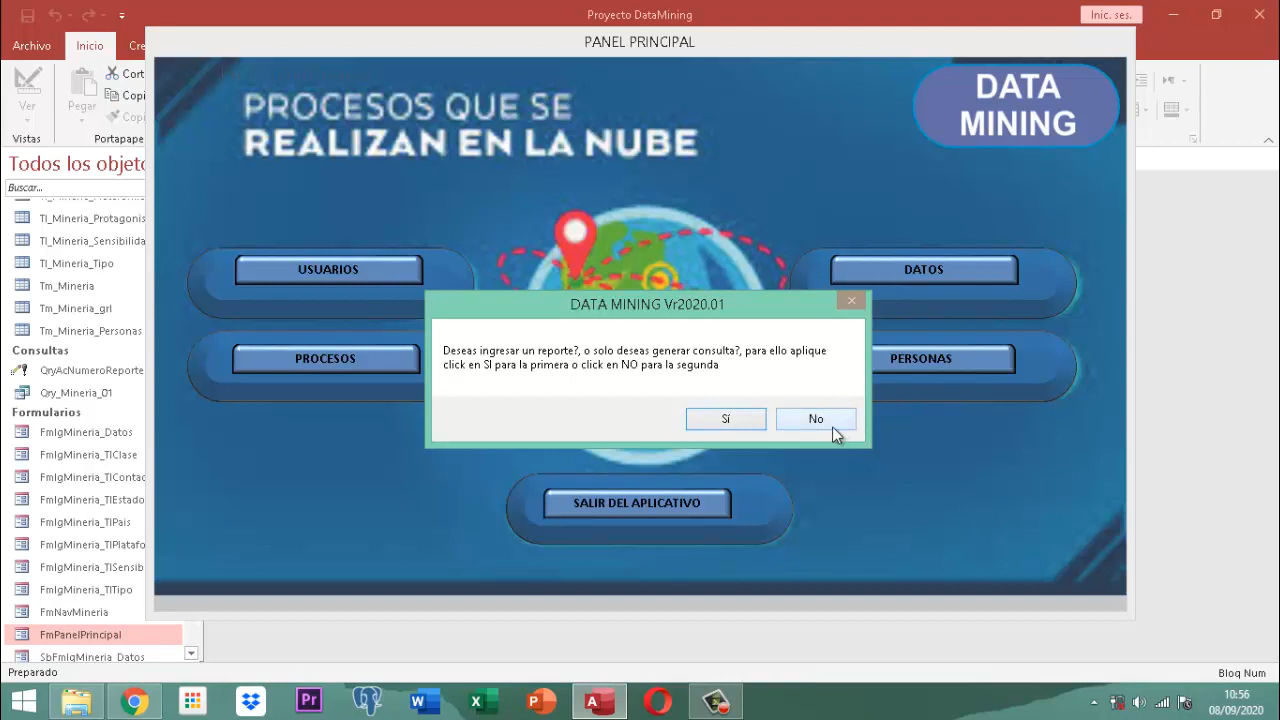 Proyecto DataMining
Inic. ses.
Archivo
Inicio
PANEL PRINCIPAL
Ver
Pegar
Vistas
Portapape
Todos los objeto
Buscar...
Tl_Mineria_Protagonis
Tl_Mineria_Sensibilida
Tl_Mineria_Tipo
Tm_Mineria
Tm_Mineria_grl
Tm_Mineria_Personas
Consultas
QryAcNumeroReporte
Qry_Mineria_01
Formularios
FmIgMineria_Datos
FmIgMineria_TlClase
FmIgMineria_TlContac
FmIgMineria_TlEstado
FmIgMineria_TlPais
FmIgMineria_TlPlatafo
FmIgMineria_TlSensib
FmIgMineria_TlTipo
FmNavMineria
FmPanelPrincipal
SbFmIgMineria_Datos
PROCESOS QUE SE
REALIZAN EN LA NUBE
DATA
MINING
USUARIOS
DATOS
PROCESOS
PERSONAS
DATA MINING Vr2020.01
Deseas ingresar un reporte?, o solo deseas generar consulta?, para ello aplique
click en SI para la primera o click en NO para la segunda
Sí
No
SALIR DEL APLICATIVO
Preparado
Bloq Num
10:56
08/09/2020